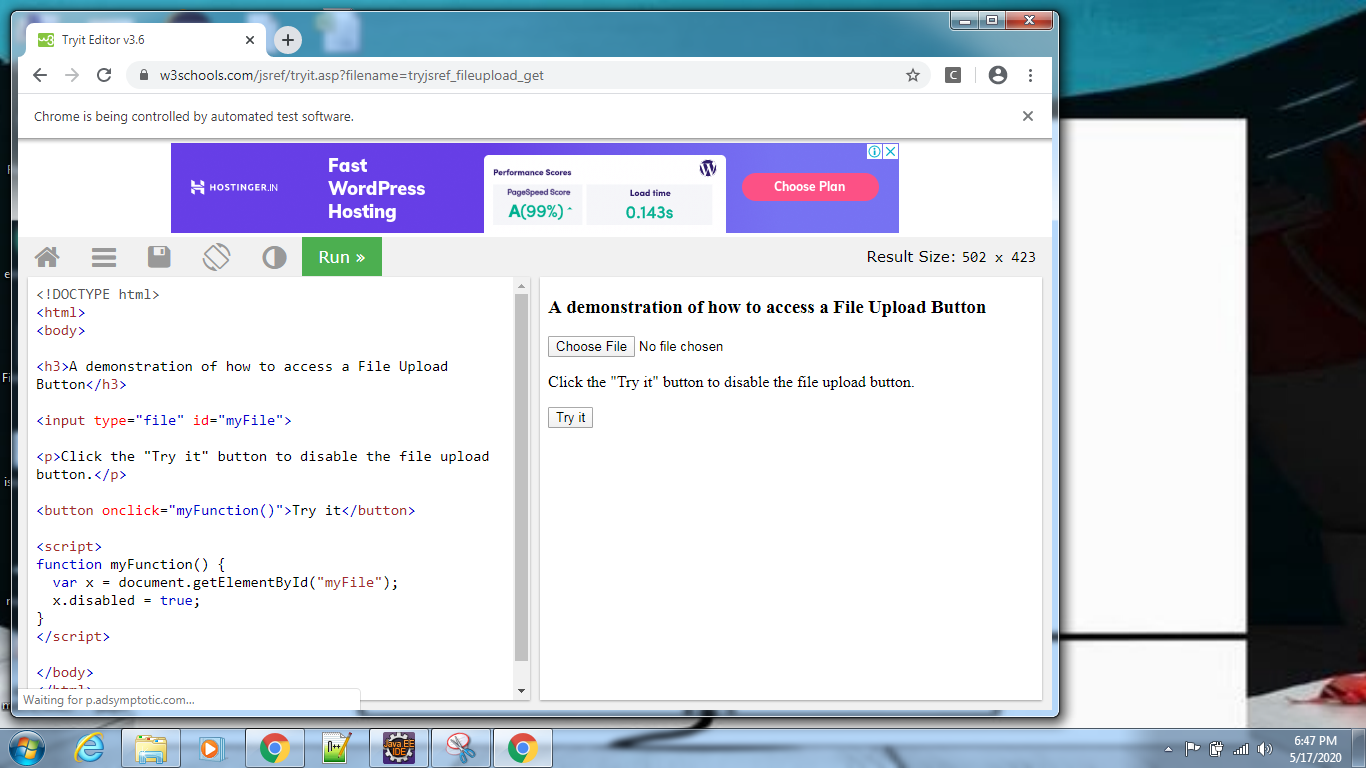 Tryit Editor v3.6
w3schools.com/jsref/tryit.asp?filename=tryjsref_fileupload_get
C
Chrome is being controlled by automated test software.
HOSTINGER.IN
Fast
WordPress
Hosting
Performance Scores
PageSpeed Score
A(99%)
Load time
0.143s
Choose Plan
Run »
Result Size: 502 x 423
<!DOCTYPE html>
<html>
<body>
<h3>A demonstration of how to access a File Upload
Button</h3>
<input type="file" id="myFile">
<p>Click the "Try it" button to disable the file upload
button.</p>
<button onclick="myFunction()">Try it</button>
<script>
function myFunction() {
  var x = document.getElementById("myFile");
  x.disabled = true;
}
</script>
</body>
</html>
A demonstration of how to access a File Upload Button
Choose File No file chosen
Click the "Try it" button to disable the file upload button.
Try it
Waiting for p.adsymptotic.com...
Java EE
IDE
6:47 PM
5/17/2020